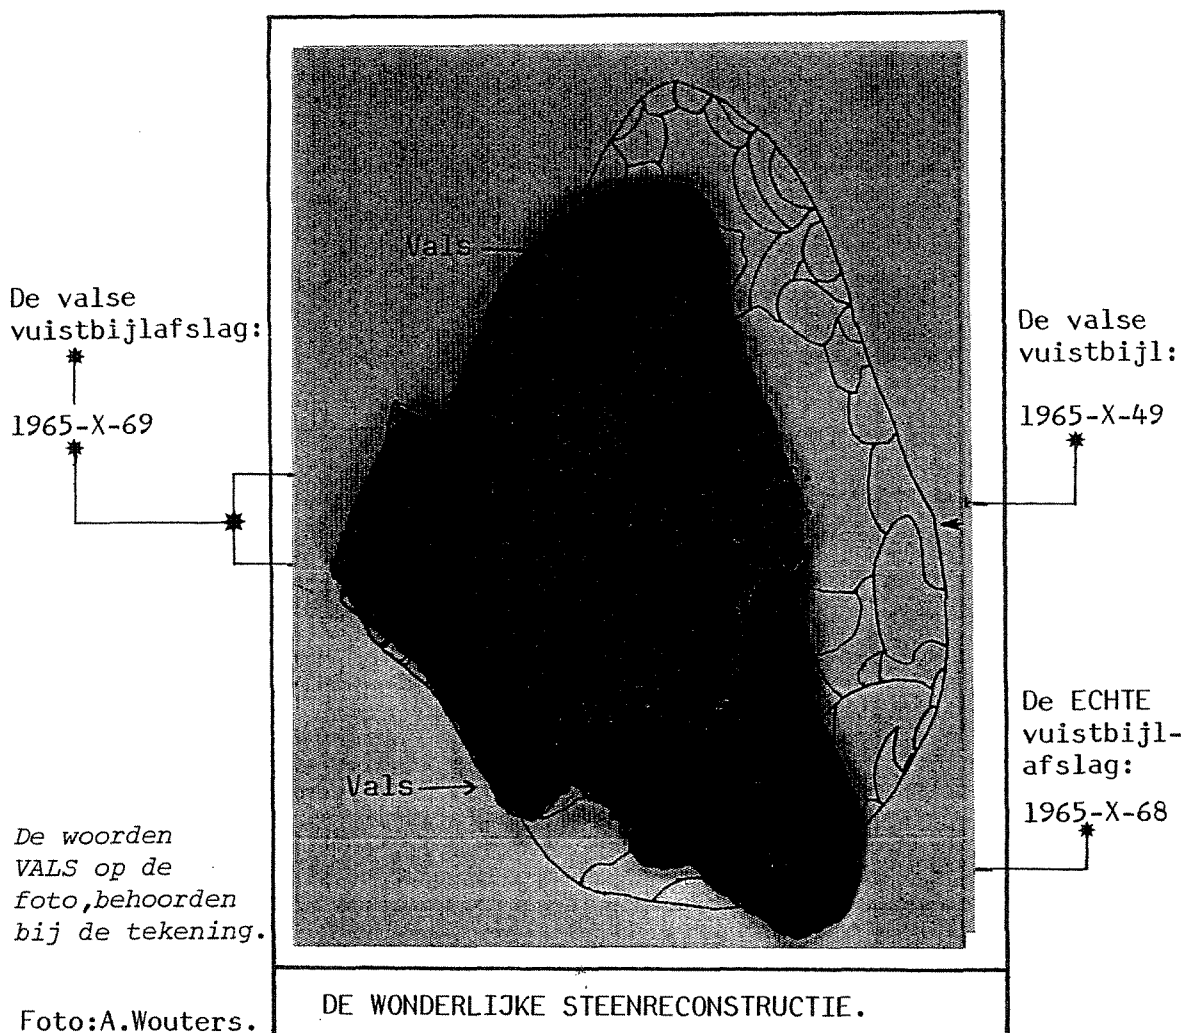 Vals
De valse
vuistbijlafslag:
1965-X-69
De valse
vuistbijl:
1965-X-49
De ECHTE
vuistbijl-
afslag:
1965-X-68
Vals
De woorden
VALS op de
foto,behoorden
bij de tekening.
Foto:A.Wouters.
DE WONDERLIJKE STEENRECONSTRUCTIE.